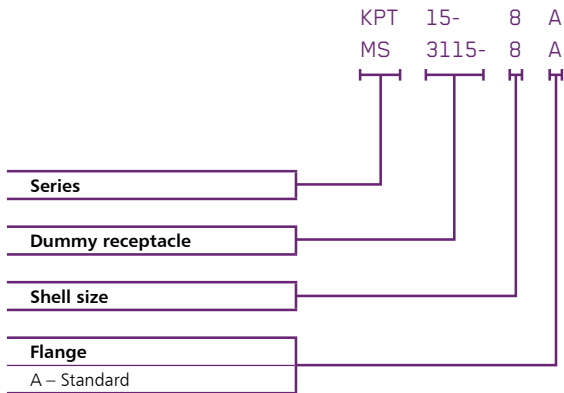 KPT 15- 8 A
MS 3115- 8 A
Series
Dummy receptacle
Shell size
Flange
A – Standard